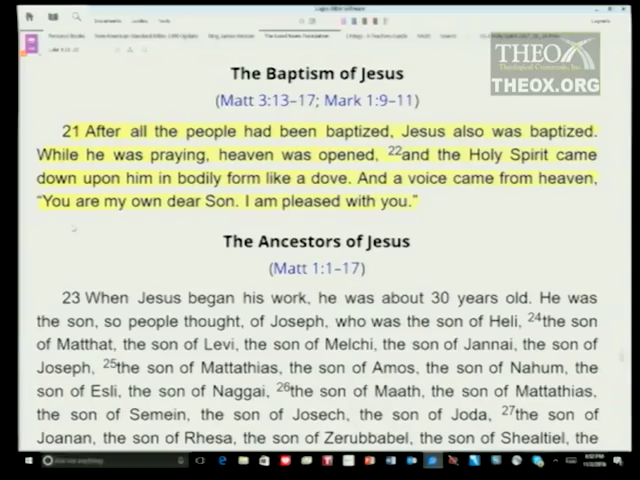 Logos Bible Software
Documents Guides Tools
THEOX
THEOX.ORG
The Baptism of Jesus
(Matt 3:13–17; Mark 1:9–11)
21 After all the people had been baptized, Jesus also was baptized.
While he was praying, heaven was opened, 22and the Holy Spirit came
down upon him in bodily form like a dove. And a voice came from heaven,
“You are my own dear Son. I am pleased with you.”
The Ancestors of Jesus
(Matt 1:1–17)
23 When Jesus began his work, he was about 30 years old. He was
the son, so people thought, of Joseph, who was the son of Heli, 24the son
of Matthat, the son of Levi, the son of Melchi, the son of Jannai, the son of
Joseph, 25the son of Mattathias, the son of Amos, the son of Nahum, the
son of Esli, the son of Naggai, 26the son of Maath, the son of Mattathias,
the son of Semein, the son of Josech, the son of Joda, 27the son of
Joanan, the son of Rhesa, the son of Zerubbabel, the son of Shealtiel, the